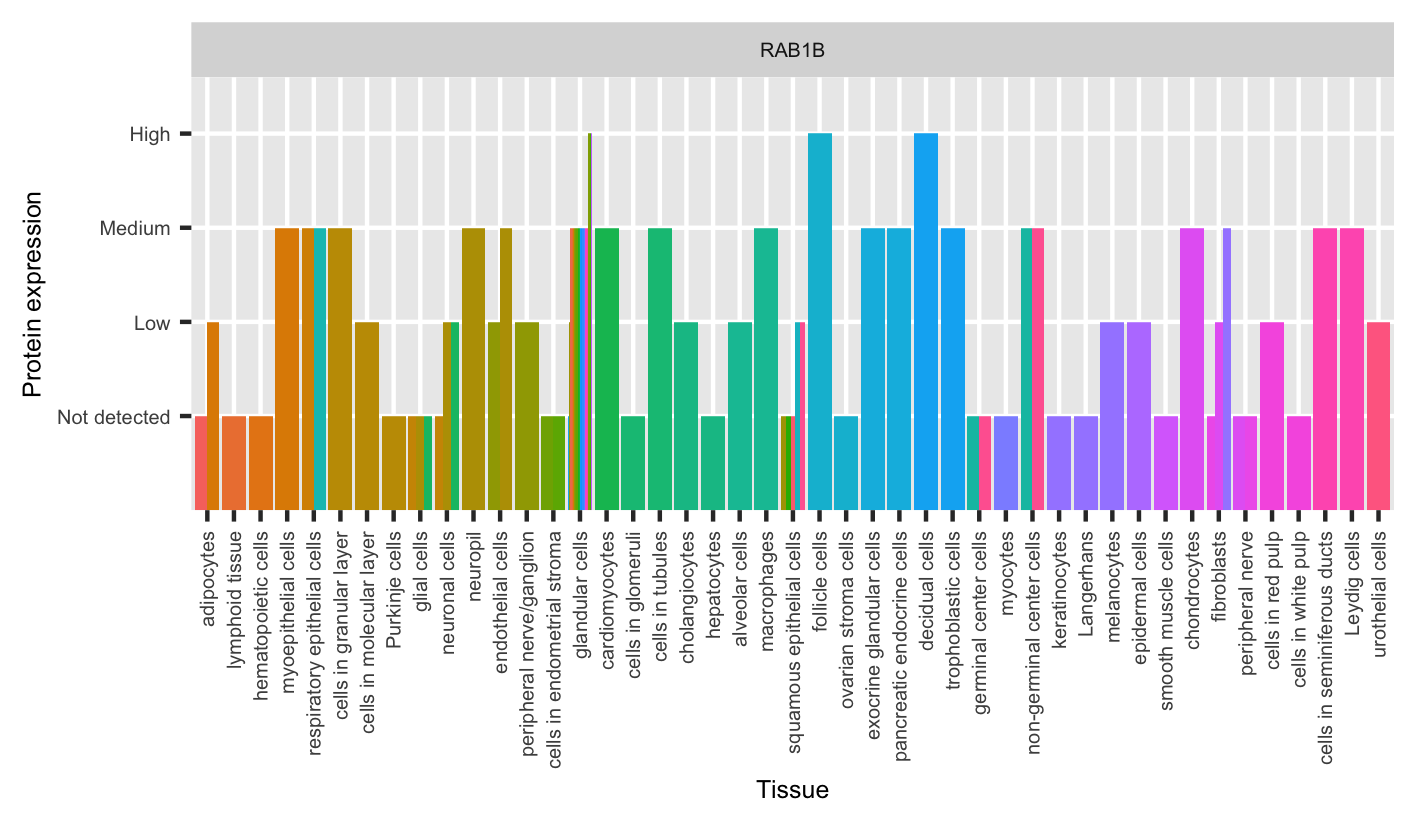 RAB1B
Protein expression
High
Medium
Low
Not detected
adipocytes
lymphoid tissue
hematopoietic cells
myoepithelial cells
respiratory epithelial cells
cells in granular layer
cells in molecular layer
Purkinje cells
glial cells
neuronal cells
neuropil
endothelial cells
peripheral nerve/ganglion
cells in endometrial stroma
glandular cells
cardiomyocytes
cells in glomeruli
cells in tubules
cholangiocytes
hepatocytes
alveolar cells
macrophages
squamous epithelial cells
follicle cells
ovarian stroma cells
exocrine glandular cells
pancreatic endocrine cells
decidual cells
trophoblastic cells
germinal center cells
myocytes
non-germinal center cells
keratinocytes
Langerhans
melanocytes
epidermal cells
smooth muscle cells
chondrocytes
fibroblasts
peripheral nerve
cells in red pulp
cells in white pulp
cells in seminiferous ducts
Leydig cells
urothelial cells
Tissue